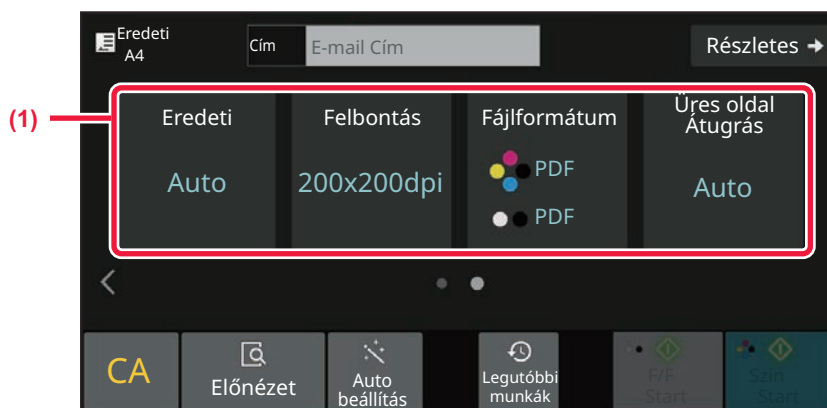 Eredeti
A4
Cím
E-mail Cím
Részletes
(1)
Eredeti
Auto
Felbontás
200x200dpi
Fájlformátum
PDF
PDF
Üres oldal
Átugrás
Auto
CA
Előnézet
Auto
beállítás
Legutóbbi
munkák
F/F
Start
Szín
Start